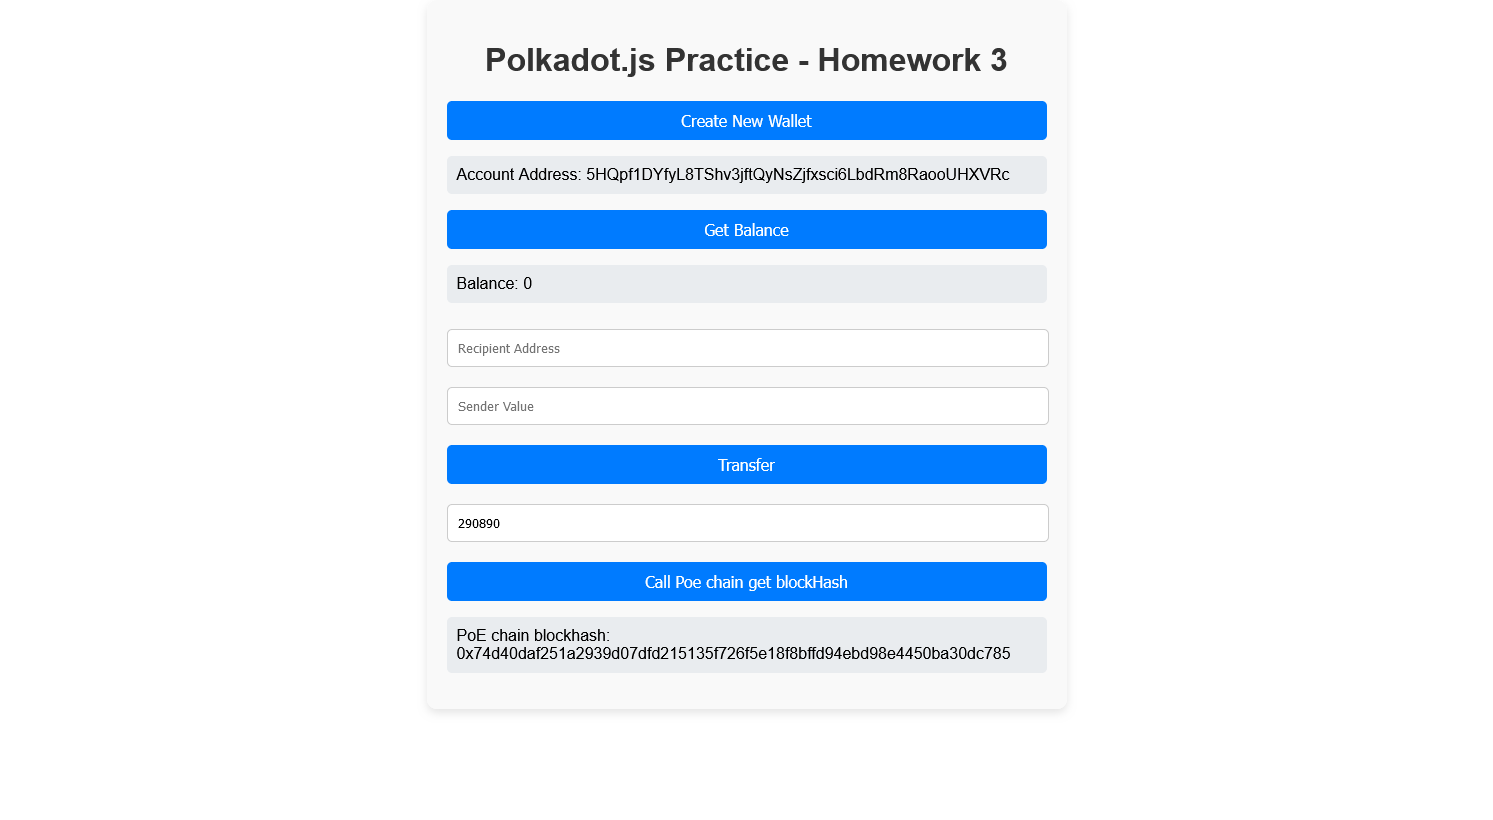 Polkadot.js Practice - Homework 3
Create New Wallet
Account Address: 5HQpf1DYfyL8TShv3jftQyNsZjfxsci6LbdRm8RaooUHXVRc
Get Balance
Balance: 0
Recipient Address
Sender Value
Transfer
290890
Call Poe chain get blockHash
PoE chain blockhash:
0x74d40daf251a2939d07dfd215135f726f5e18f8bffd94ebd98e4450ba30dc785